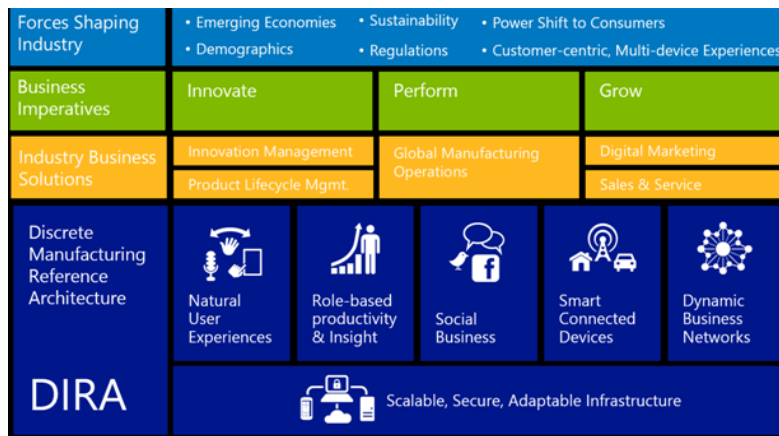 Forces Shaping
Industry
• Emerging Economies • Sustainability • Power Shift to Consumers
• Demographics • Regulations • Customer-centric, Multi-device Experiences
Business
Imperatives
Innovate
Perform
Grow
Industry Business
Solutions
Innovation Management
Product Lifecycle Mgmt.
Global Manufacturing
Operations
Digital Marketing
Sales & Service
Discrete
Manufacturing
Reference
Architecture
DIRA
Natural
User
Experiences
Role-based
productivity
& Insight
f
Social
Business
Smart
Connected
Devices
Dynamic
Business
Networks
Scalable, Secure, Adaptable Infrastructure